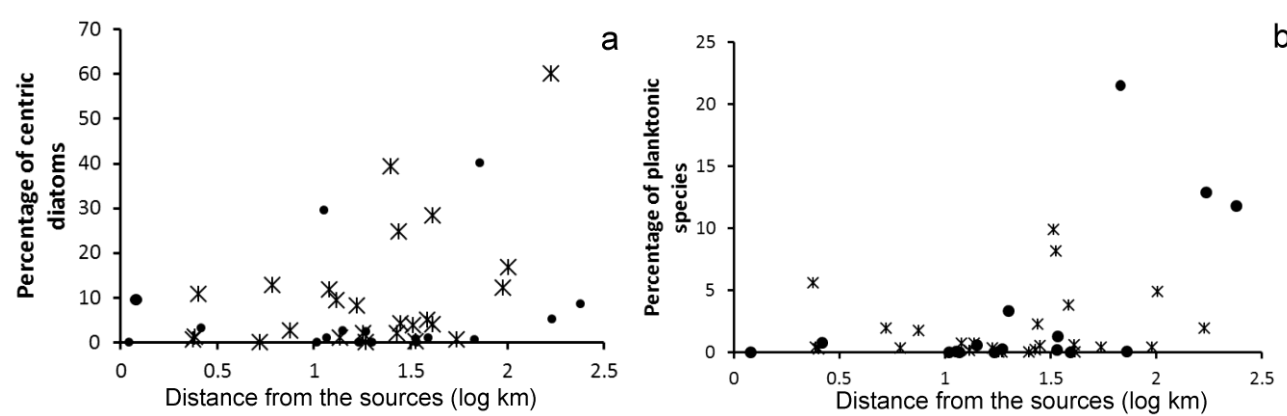 a
70
60
50
40
30
20
10
0
0 0.5 1 1.5 2 2.5
Percentage of centric
diatoms
Distance from the sources (log km)
b
25
20
15
10
5
0
0 0.5 1 1.5 2 2.5
Percentage of planktonic
species
Distance from the sources (log km)